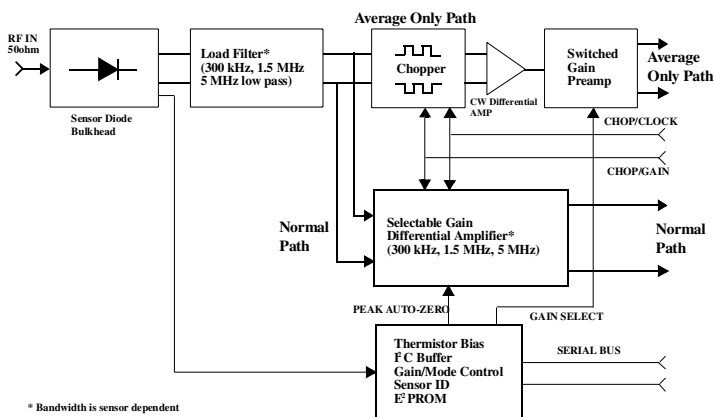 Average Only Path
RF IN
50ohm
Load Filter*
(300 kHz, 1.5 MHz
5 MHz low pass)
Chopper
Switched
Gain
Preamp
Average
Only Path
CW Differential
AMP
Sensor Diode
Bulkhead
CHOP/CLOCK
CHOP/GAIN
Normal
Path
Selectable Gain
Differential Amplifier*
(300 kHz, 1.5 MHz, 5 MHz)
Normal
Path
PEAK AUTO-ZERO
GAIN SELECT
Thermistor Bias
I²C Buffer
Gain/Mode Control
Sensor ID
E²PROM
SERIAL BUS
* Bandwidth is sensor dependent